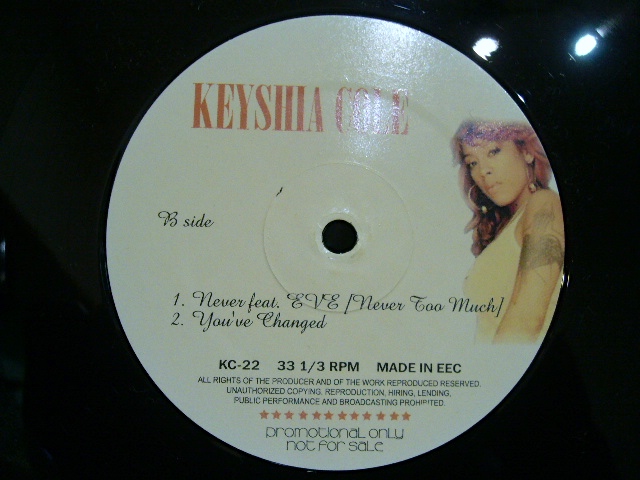 KEYSHIA COLE
B side
1. Never feat. EVE [Never Too Much]
2. You've Changed
KC-22 33 1/3 RPM MADE IN EEC
ALL RIGHTS OF THE PRODUCER AND OF THE WORK REPRODUCED RESERVED.
UNAUTHORIZED COPYING, REPRODUCTION, HIRING, LENDING,
PUBLIC PERFORMANCE AND BROADCASTING PROHIBITED.
promotional only
not for sale